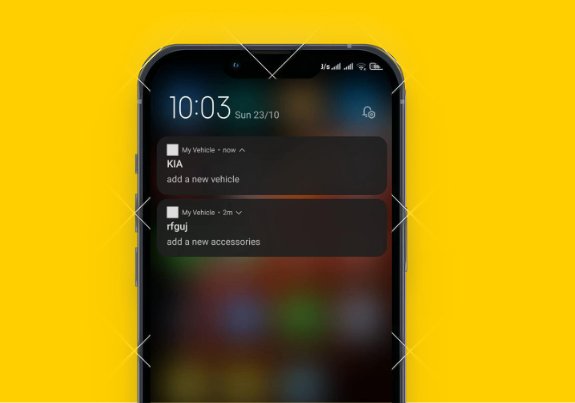 10:03 Sun 23/10
My Vehicle • now
KIA
add a new vehicle
My Vehicle • 2m
rfguj
add a new accessories